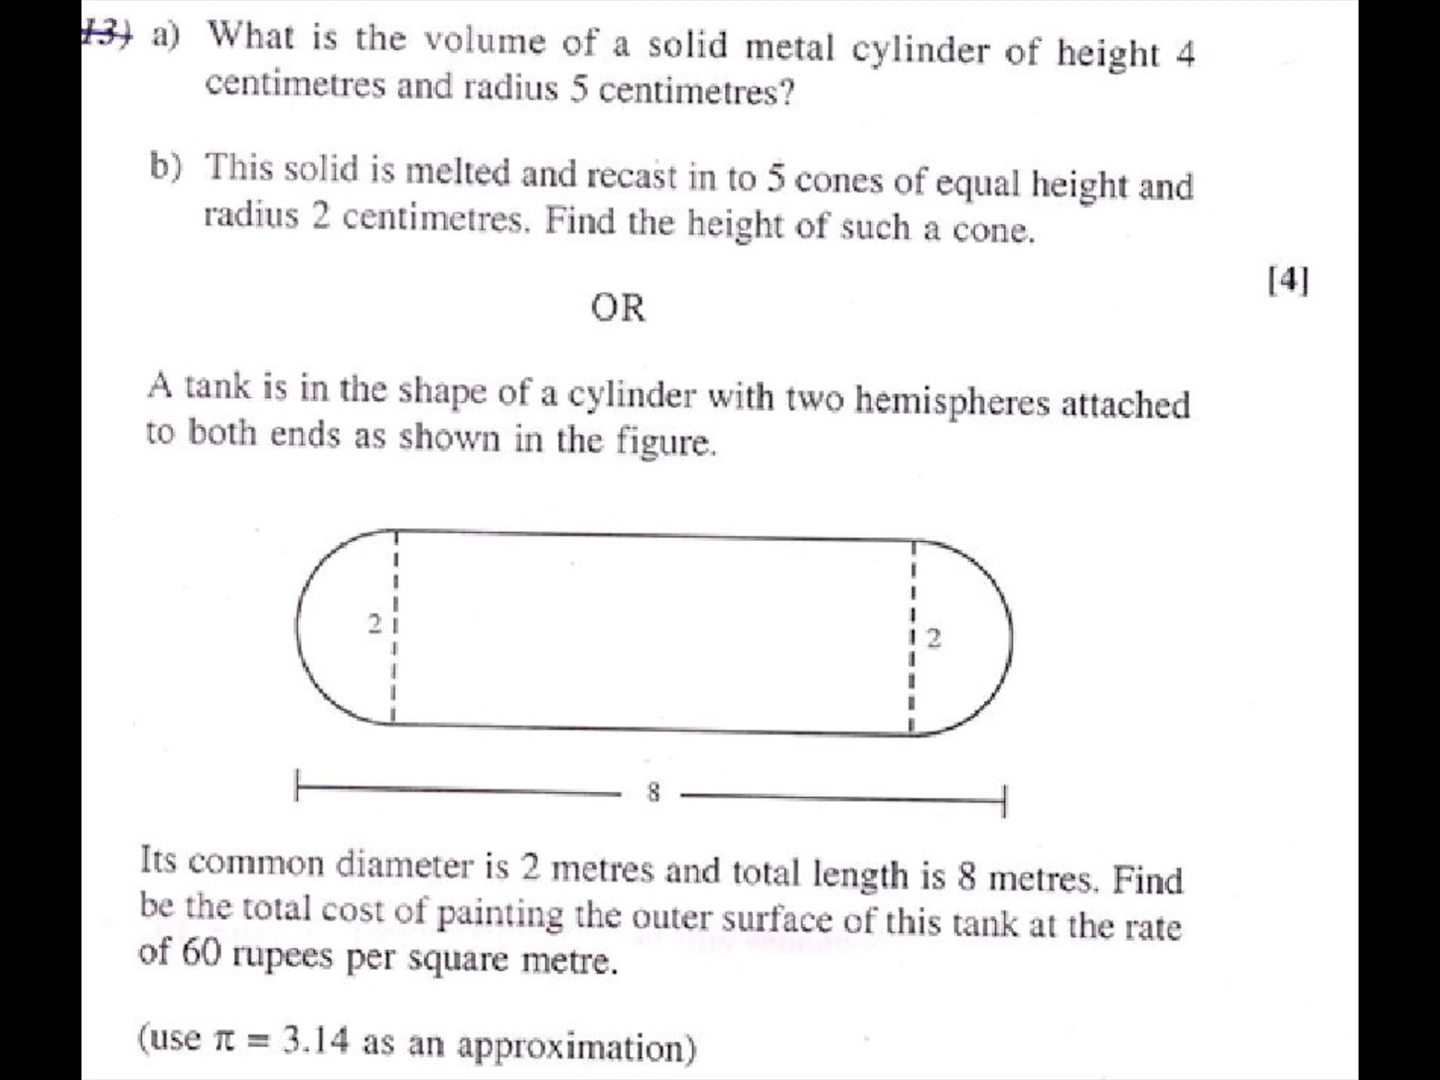 13) a) What is the volume of a solid metal cylinder of height 4
centimetres and radius 5 centimetres?
b) This solid is melted and recast in to 5 cones of equal height and
radius 2 centimetres. Find the height of such a cone.
[4]
OR
A tank is in the shape of a cylinder with two hemispheres attached
to both ends as shown in the figure.
2
2
8
Its common diameter is 2 metres and total length is 8 metres. Find
be the total cost of painting the outer surface of this tank at the rate
of 60 rupees per square metre.
(use π = 3.14 as an approximation)